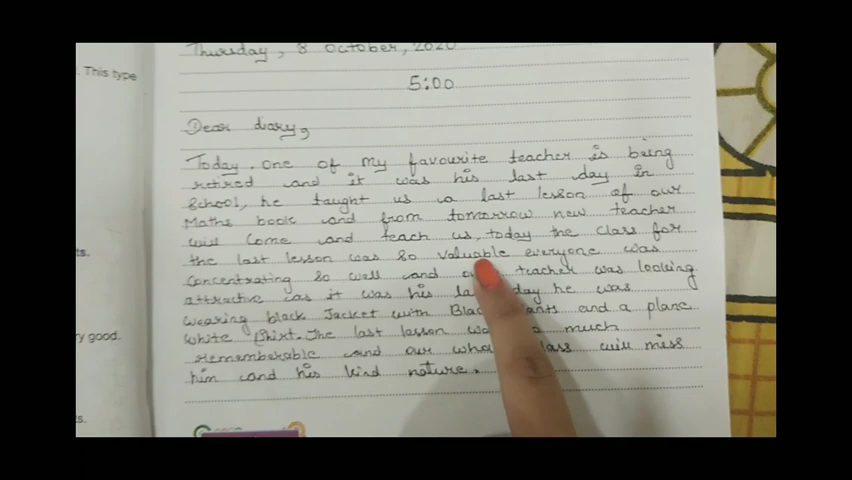 This type
Thursday, 8 October, 2020
5:00
Dear diary,
Today. One of my favourite teacher is being
retired and it was his last day in
School, he taught us a last lesson of our
Maths book and from tomorrow new teacher
will come and teach us, today the class for
the last lesson was so valuable everyone was
Concentrating so well and teacher was looking
attractive as it was his day he was
wearing black Jacket with and a plane
white Shirt. The last lesson much
rememberable and our will miss
him and his kind nature.
ts.
y good.
s.